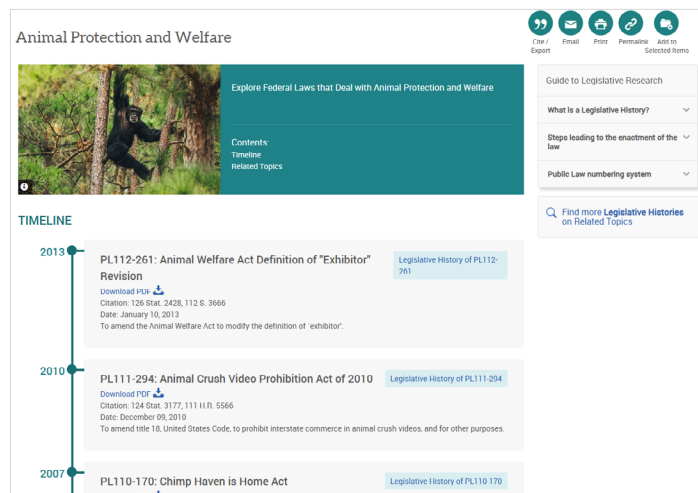 Animal Protection and Welfare
Cite /
Export
Email
Print
Permalink
Add to
Selected Items
Explore Federal Laws that Deal with Animal Protection and Welfare
Contents:
Timeline
Related Topics
Guide to Legislative Research
What is a Legislative History?
Steps leading to the enactment of the
law
Public Law numbering system
Find more Legislative Histories
on Related Topics
TIMELINE
2013
PL112-261: Animal Welfare Act Definition of "Exhibitor"
Revision
Legislative History of PL112-
261
Download PDF
Citation: 126 Stat. 2428, 112 S. 3666
Date: January 10, 2013
To amend the Animal Welfare Act to modify the definition of `exhibitor'.
2010
PL111-294: Animal Crush Video Prohibition Act of 2010
Legislative History of PL111-294
Download PDF
Citation: 124 Stat. 3177, 111 H.R. 5566
Date: December 09, 2010
To amend title 18, United States Code, to prohibit interstate commerce in animal crush videos, and for other purposes.
2007
PL110-170: Chimp Haven is Home Act
Legislative History of PL110-170